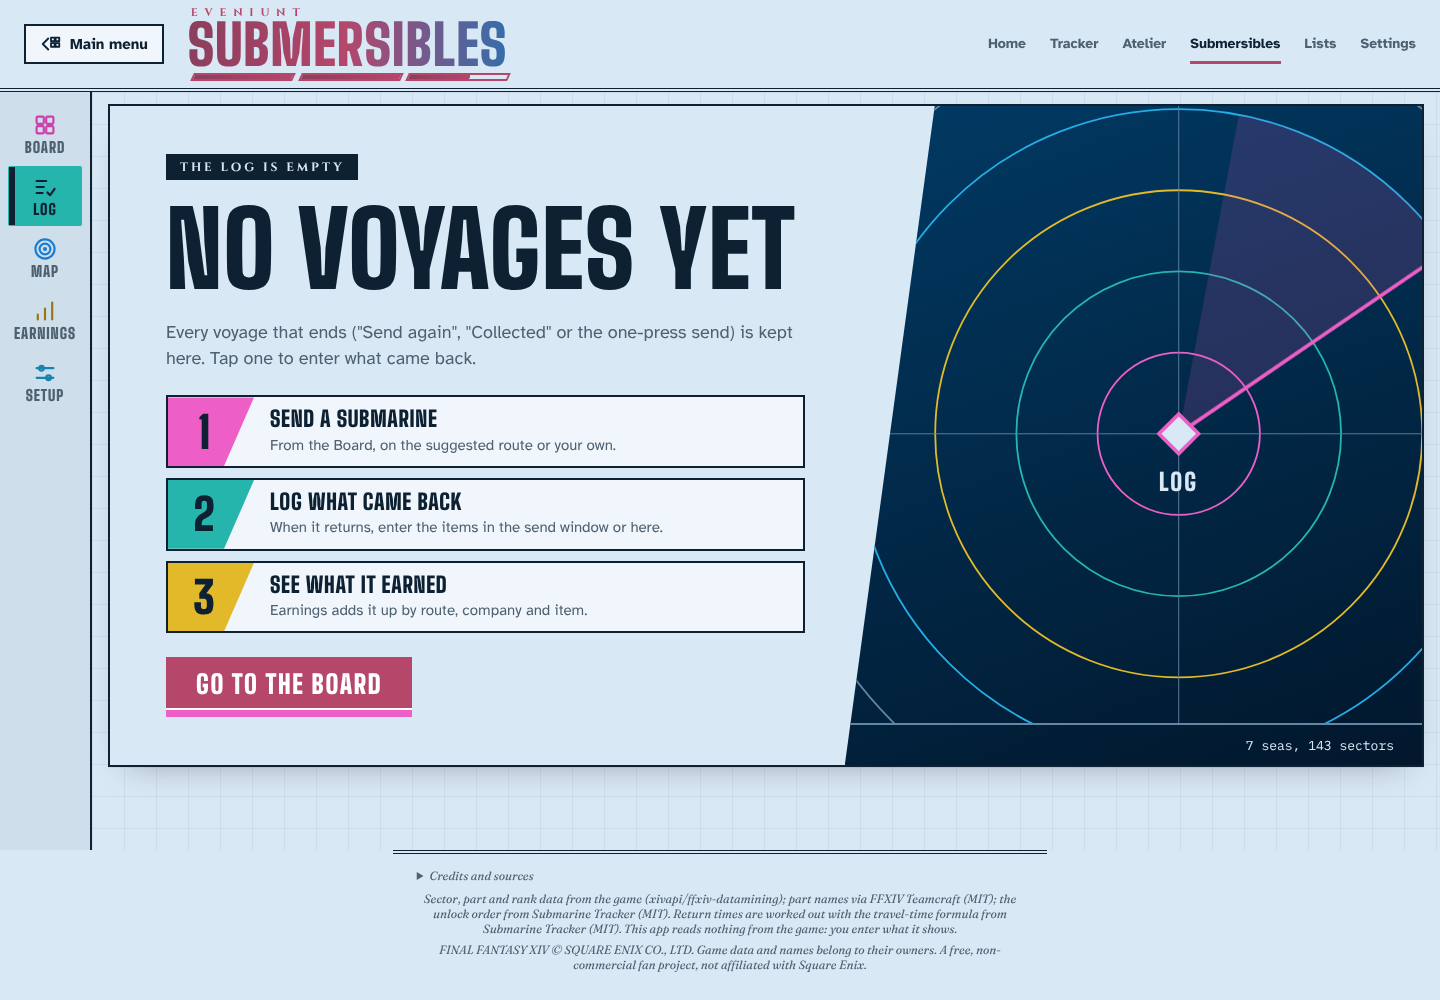 Main menu
EVENIUNT
SUBMERSIBLES
Home
Tracker
Atelier
Submersibles
Lists
Settings
BOARD
LOG
MAP
EARNINGS
SETUP
THE LOG IS EMPTY
NO VOYAGES YET
Every voyage that ends ("Send again", "Collected" or the one-press send) is kept
here. Tap one to enter what came back.
1
SEND A SUBMARINE
From the Board, on the suggested route or your own.
2
LOG WHAT CAME BACK
When it returns, enter the items in the send window or here.
3
SEE WHAT IT EARNED
Earnings adds it up by route, company and item.
GO TO THE BOARD
LOG
7 seas, 143 sectors
Credits and sources
Sector, part and rank data from the game (xivapi/ffxiv-datamining); part names via FFXIV Teamcraft (MIT); the
unlock order from Submarine Tracker (MIT). Return times are worked out with the travel-time formula from
Submarine Tracker (MIT). This app reads nothing from the game: you enter what it shows.
FINAL FANTASY XIV © SQUARE ENIX CO., LTD. Game data and names belong to their owners. A free, non-
commercial fan project, not affiliated with Square Enix.